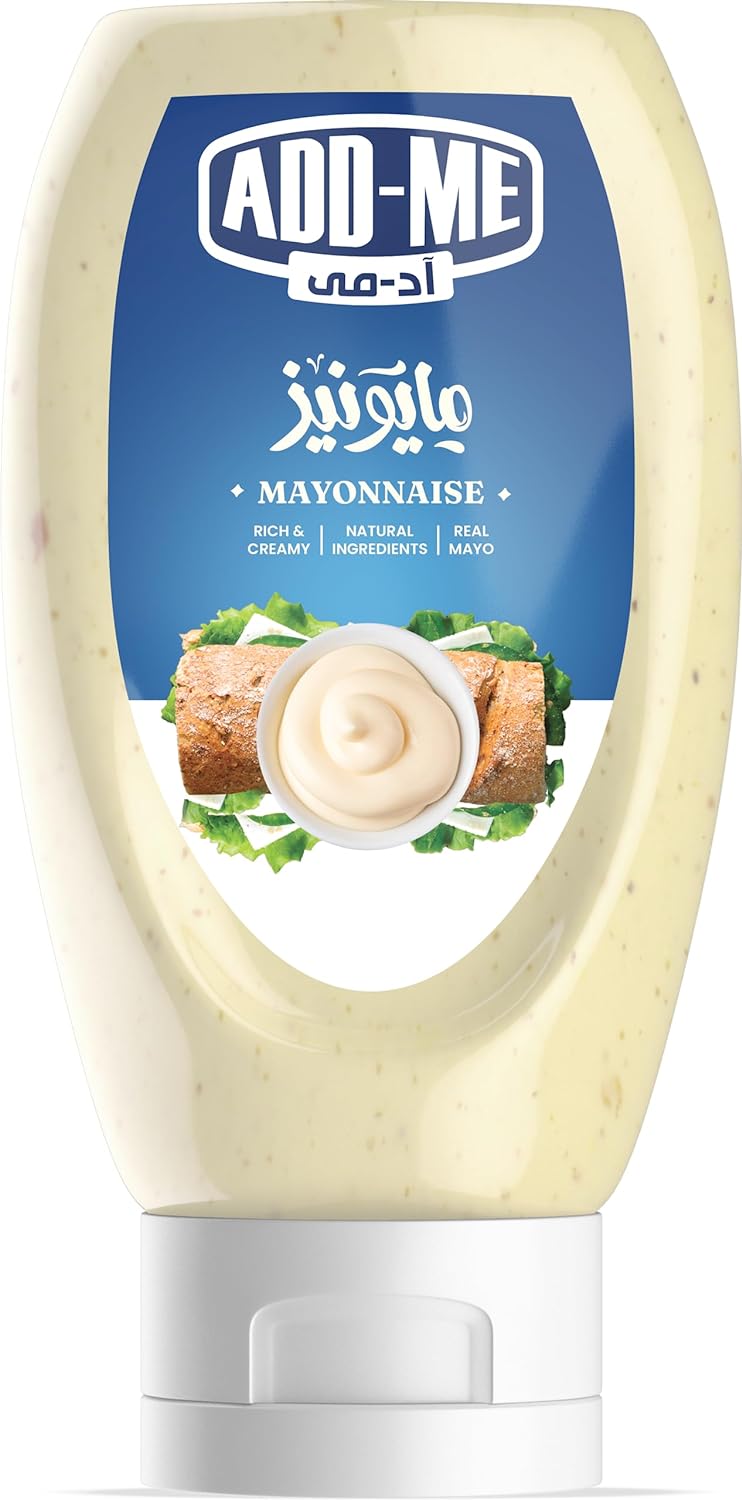 ADD-ME
آد-مى
مايونيز
MAYONNAISE
RICH & CREAMY | NATURAL INGREDIENTS | REAL MAYO